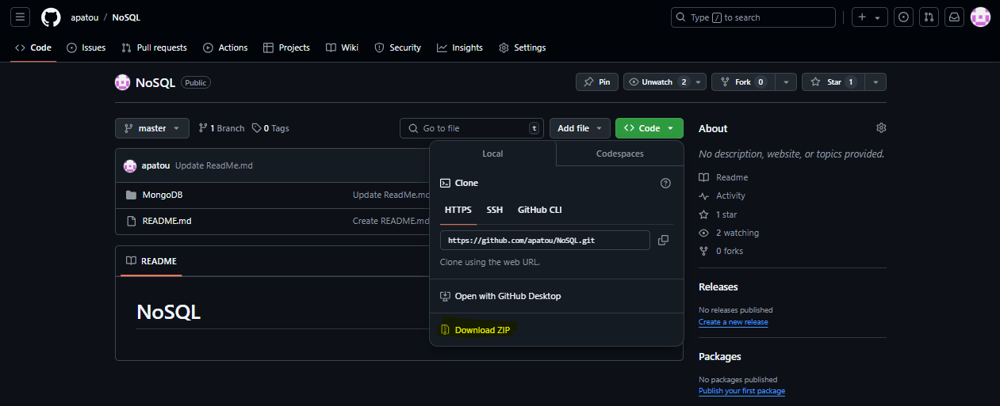 apatou / NoSQL
Type / to search
Code Issues Pull requests Actions Projects Wiki Security Insights Settings
NoSQL Public
Pin Unwatch 2 Fork 0 Star 1
master 1 Branch 0 Tags Go to file t Add file Code
apatou Update ReadMe.md
MongoDB Update ReadMe.md
README.md Create README.md
README
NoSQL
Local Codespaces
Clone
HTTPS SSH GitHub CLI
https://github.com/apatou/NoSQL.git
Clone using the web URL.
Open with GitHub Desktop
Download ZIP
About
No description, website, or topics provided.
Readme
Activity
1 star
2 watching
0 forks
Releases
No releases published
Create a new release
Packages
No packages published
Publish your first package